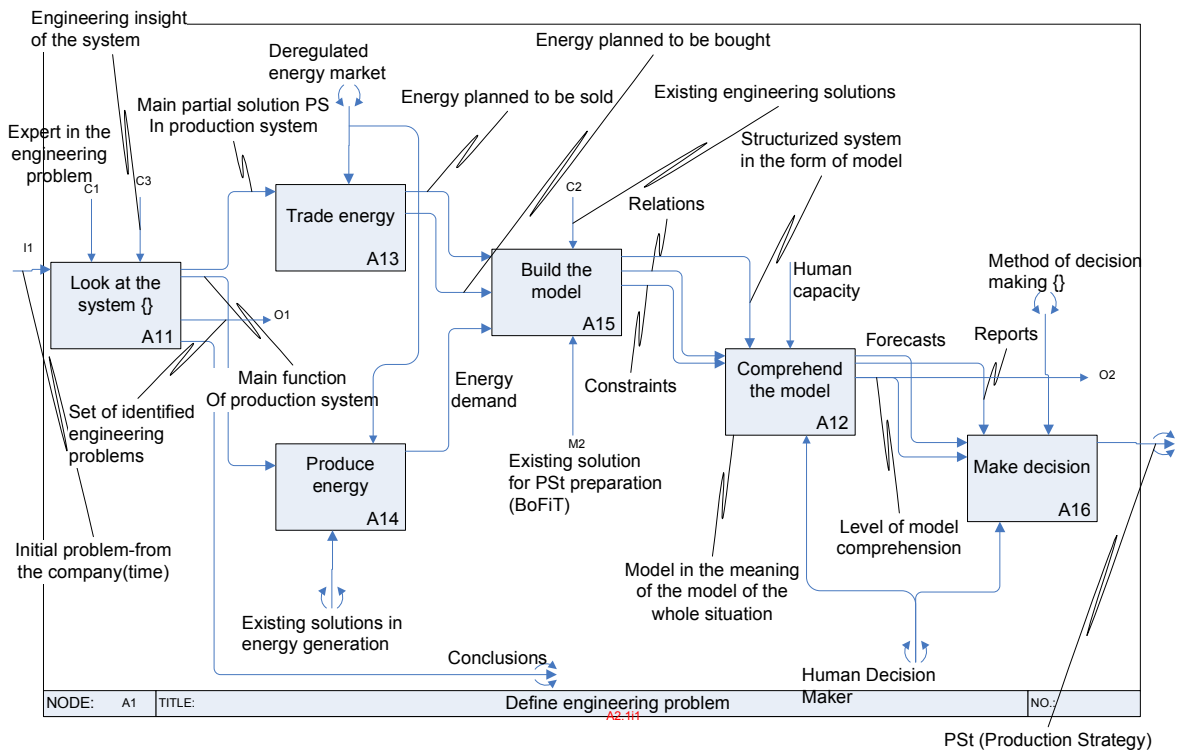 Engineering insight
of the system
Energy planned to be bought
Deregulated
energy market
Existing engineering solutions
Energy planned to be sold
Main partial solution PS
In production system
Expert in the
engineering
problem
Structurized system
in the form of model
C1
C3
C2
Relations
Trade energy
A13
I1
Look at the
system {}
A11
O1
Build the
model
A15
Human
capacity
Method of decision
making {}
Forecasts
Reports
Main function
Of production system
Energy
demand
Constraints
Comprehend
the model
A12
O2
Set of identified
engineering
problems
M2
Existing solution
for PSt preparation
(BoFiT)
Produce
energy
A14
Make decision
A16
Level of model
comprehension
Initial problem-from
the company(time)
Model in the meaning
of the model of the
whole situation
Existing solutions in
energy generation
Conclusions
Human Decision
Maker
NODE: A1 TITLE: Define engineering problem NO.:
A2.1i1
PSt (Production Strategy)